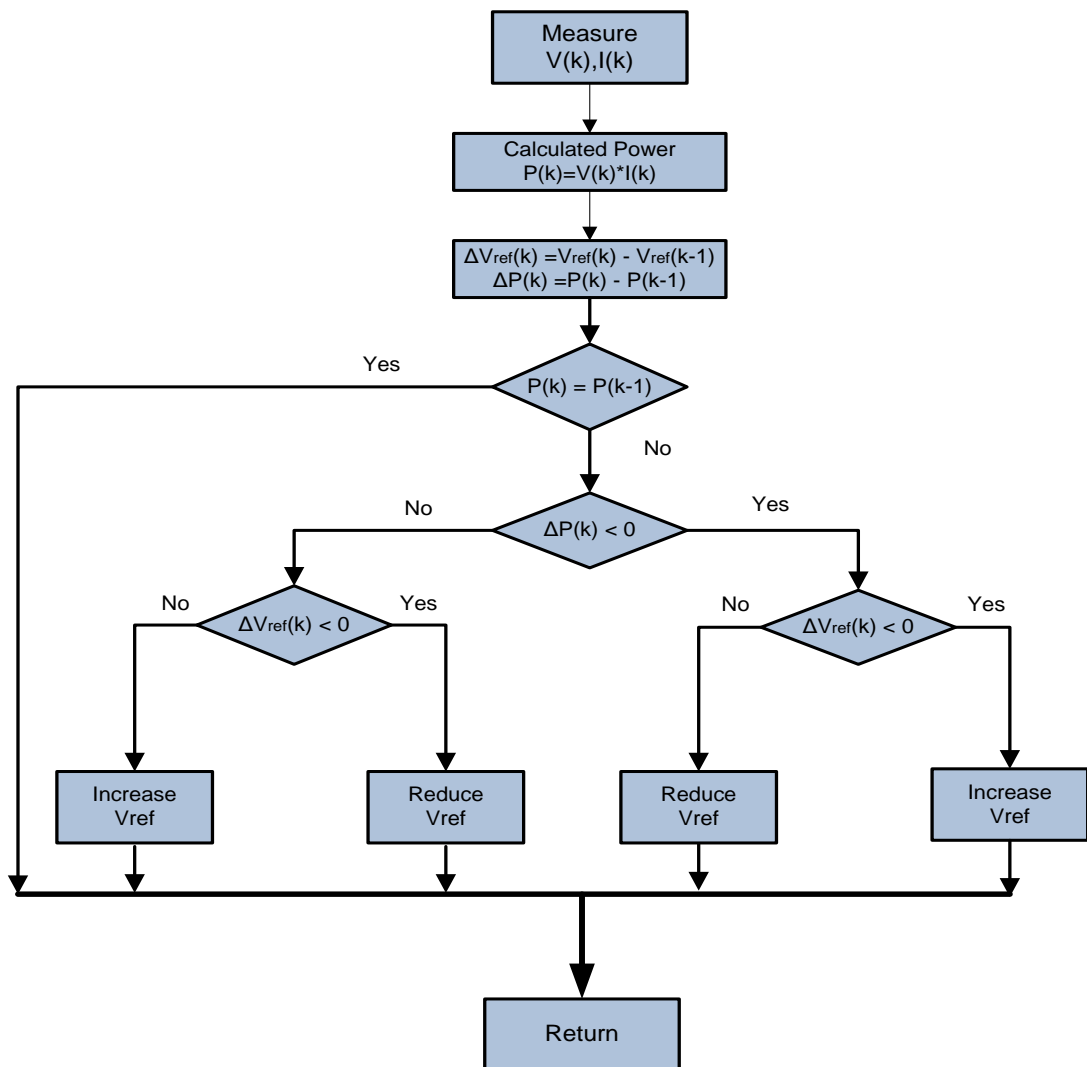 Measure
V(k),I(k)
Calculated Power
P(k)=V(k)*I(k)
ΔVref(k) =Vref(k) - Vref(k-1)
ΔP(k) =P(k) - P(k-1)
Yes
P(k) = P(k-1)
No
No
ΔP(k) < 0
Yes
No
ΔVref(k) < 0
Yes
No
ΔVref(k) < 0
Yes
Increase
Vref
Reduce
Vref
Reduce
Vref
Increase
Vref
Return